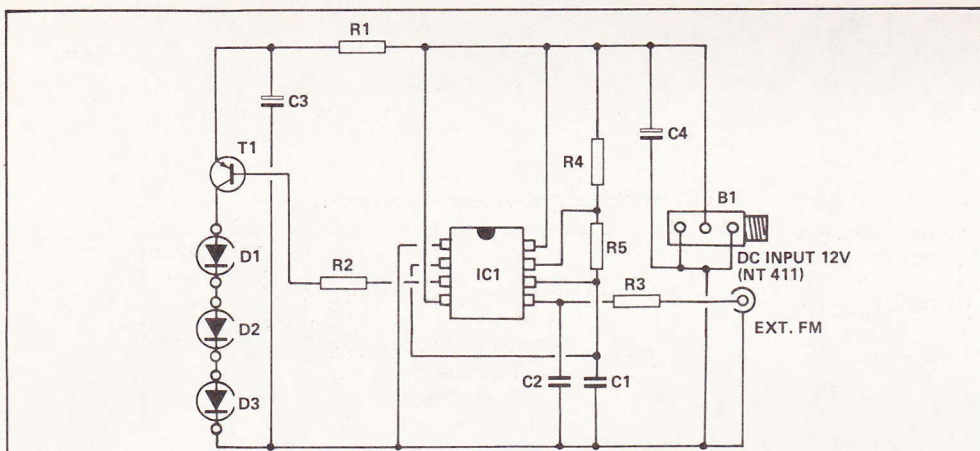 R1
C3
C4
T1
R4
B1
D1
R5
IC1
R2
DC INPUT 12V
(NT 411)
R3
D2
EXT. FM
C2
C1
D3